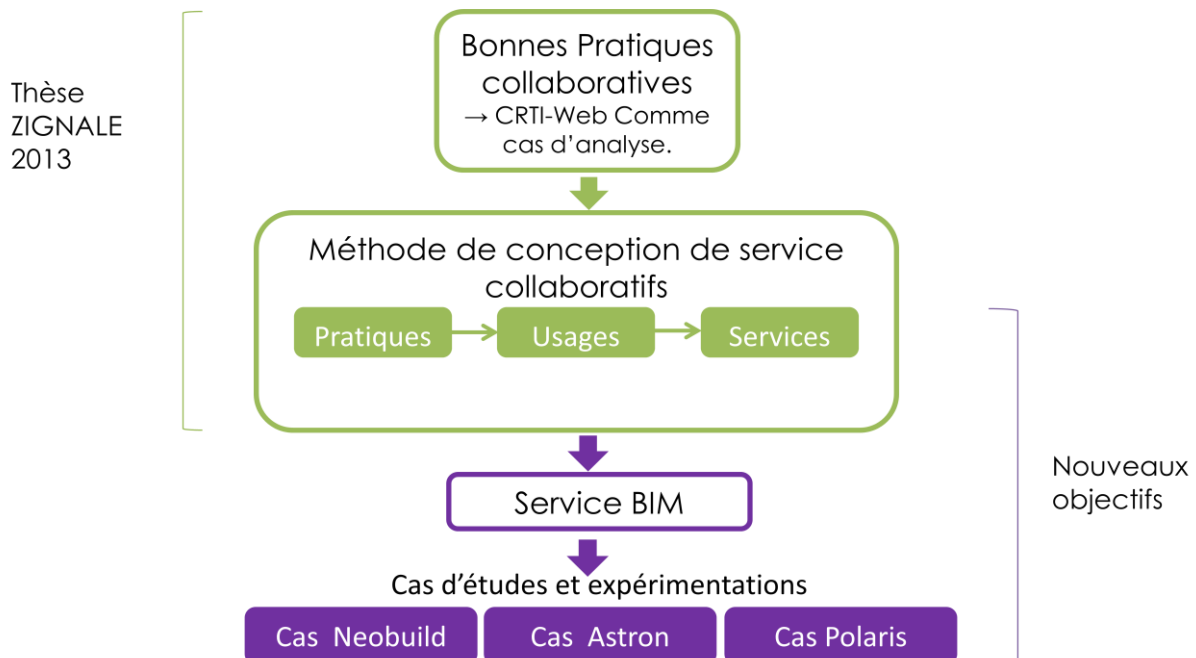 Bonnes Pratiques
collaboratives
→ CRTI-Web Comme
cas d’analyse.
Thèse
ZIGNALE
2013
Méthode de conception de service
collaboratifs
Pratiques
Usages
Services
Service BIM
Nouveaux
objectifs
Cas d’études et expérimentations
Cas Neobuild
Cas Astron
Cas Polaris